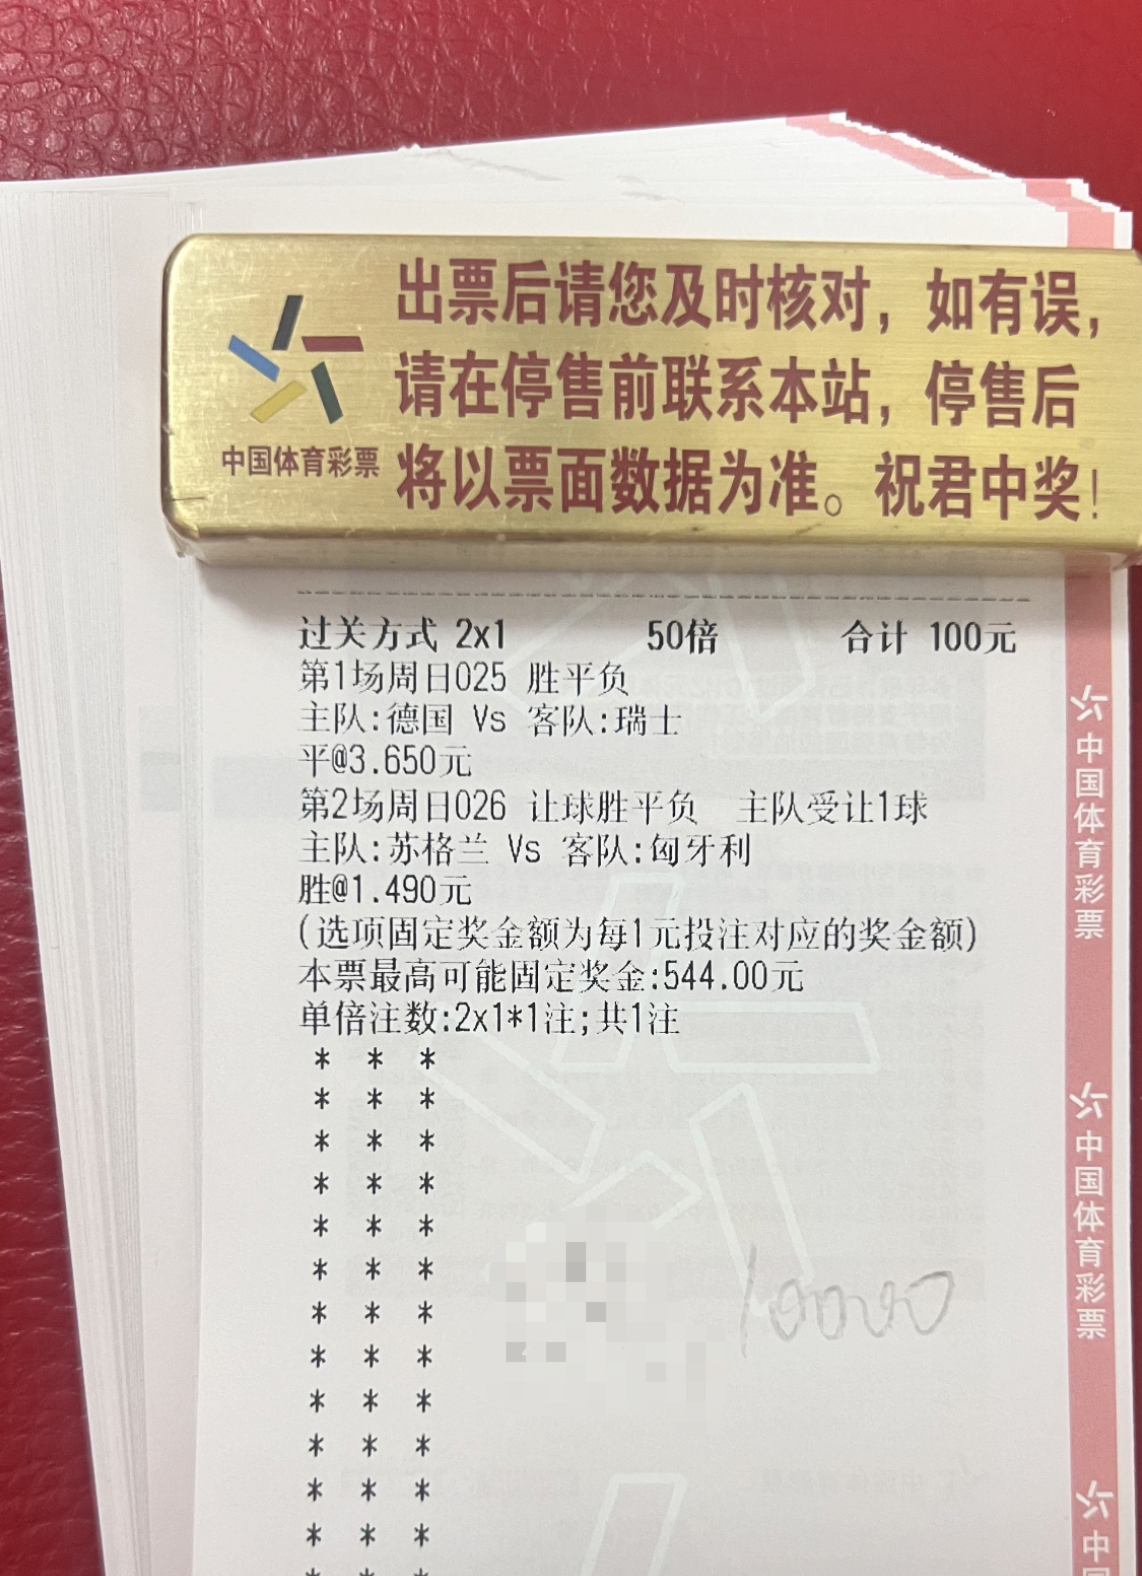 出票后请您及时核对，如有误，
请在停售前联系本站，停售后
将以票面数据为准。祝君中奖！
中国体育彩票
过关方式 2x1 50倍 合计 100元
第1场周日025 胜平负
主队:德国 Vs 客队:瑞士
平@3.650元
第2场周日026 让球胜平负 主队受让1球
主队:苏格兰 Vs 客队:匈牙利
胜@1.490元
(选项固定奖金额为每1元投注对应的奖金额)
本票最高可能固定奖金:544.00元
单倍注数:2x1*1注;共1注
* * *
* * *
* * *
* * *
* * *
* * *
* * *
* * *
* * *
* * *
* * *
* * *
* * *
10000
中国体育彩票
中国体育彩票
中